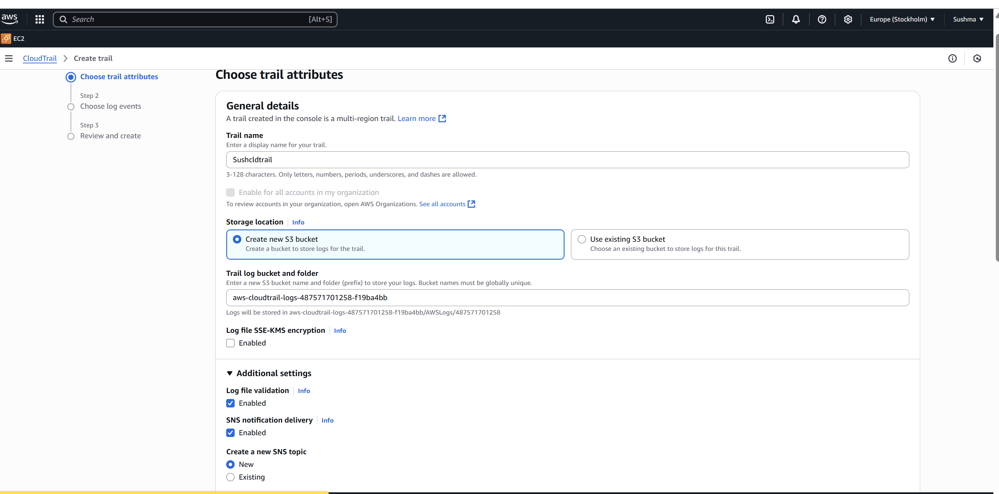 aws
Search [Alt+S]
Europe (Stockholm)
Sushma
EC2
CloudTrail
Create trail
Choose trail attributes
Step 2
Choose log events
Step 3
Review and create
Choose trail attributes
General details
A trail created in the console is a multi-region trail. Learn more
Trail name
Enter a display name for your trail.
Sushcldtrail
3-128 characters. Only letters, numbers, periods, underscores, and dashes are allowed.
Enable for all accounts in my organization
To review accounts in your organization, open AWS Organizations. See all accounts
Storage location Info
Create new S3 bucket
Create a bucket to store logs for the trail.
Use existing S3 bucket
Choose an existing bucket to store logs for this trail.
Trail log bucket and folder
Enter a new S3 bucket name and folder (prefix) to store your logs. Bucket names must be globally unique.
aws-cloudtrail-logs-487571701258-f19ba4bb
Logs will be stored in aws-cloudtrail-logs-487571701258-f19ba4bb/AWSLogs/487571701258
Log file SSE-KMS encryption Info
Enabled
Additional settings
Log file validation Info
Enabled
SNS notification delivery Info
Enabled
Create a new SNS topic
New
Existing